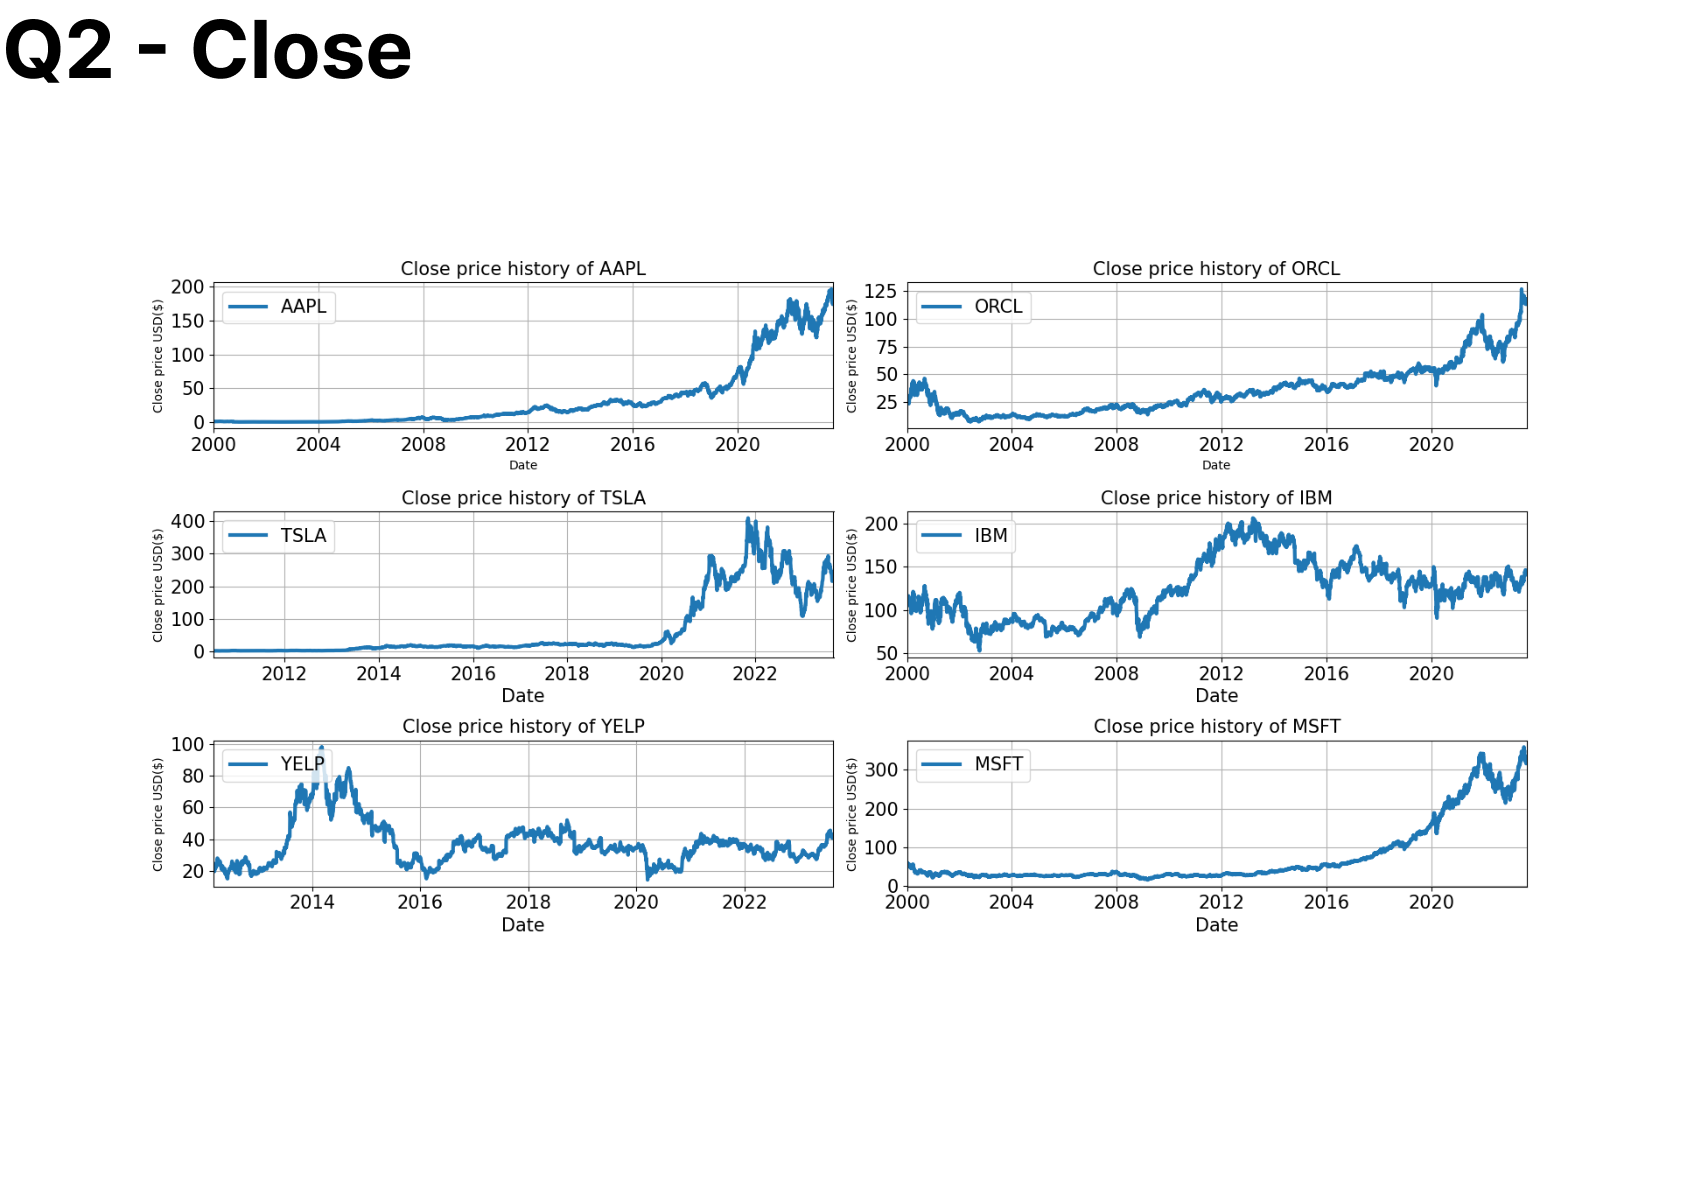 Q2 - Close
Close price history of AAPL
Close price USD($)
200
150
100
50
0
AAPL
2000 2004 2008 2012 2016 2020
Date
Close price history of ORCL
Close price USD($)
125
100
75
50
25
ORCL
2000 2004 2008 2012 2016 2020
Date
Close price history of TSLA
Close price USD($)
400
300
200
100
0
TSLA
2012 2014 2016 2018 2020 2022
Date
Close price history of IBM
Close price USD($)
200
150
100
50
IBM
2000 2004 2008 2012 2016 2020
Date
Close price history of YELP
Close price USD($)
100
80
60
40
20
YELP
2014 2016 2018 2020 2022
Date
Close price history of MSFT
Close price USD($)
300
200
100
0
MSFT
2000 2004 2008 2012 2016 2020
Date